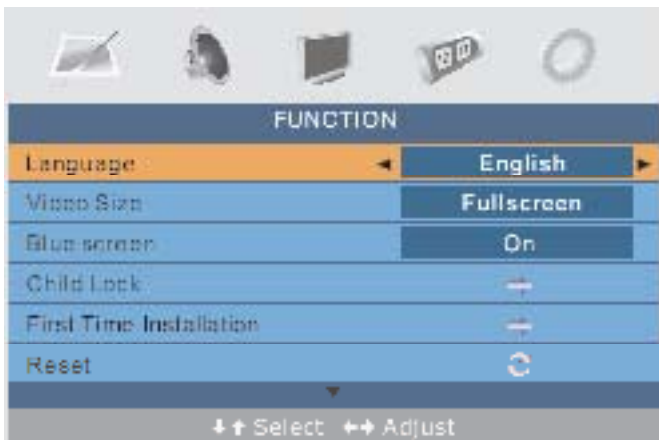 FUNCTION
Language English
Video Size Fullscreen
Blue screen On
Child Lock
First Time Installation
Reset
Select Adjust